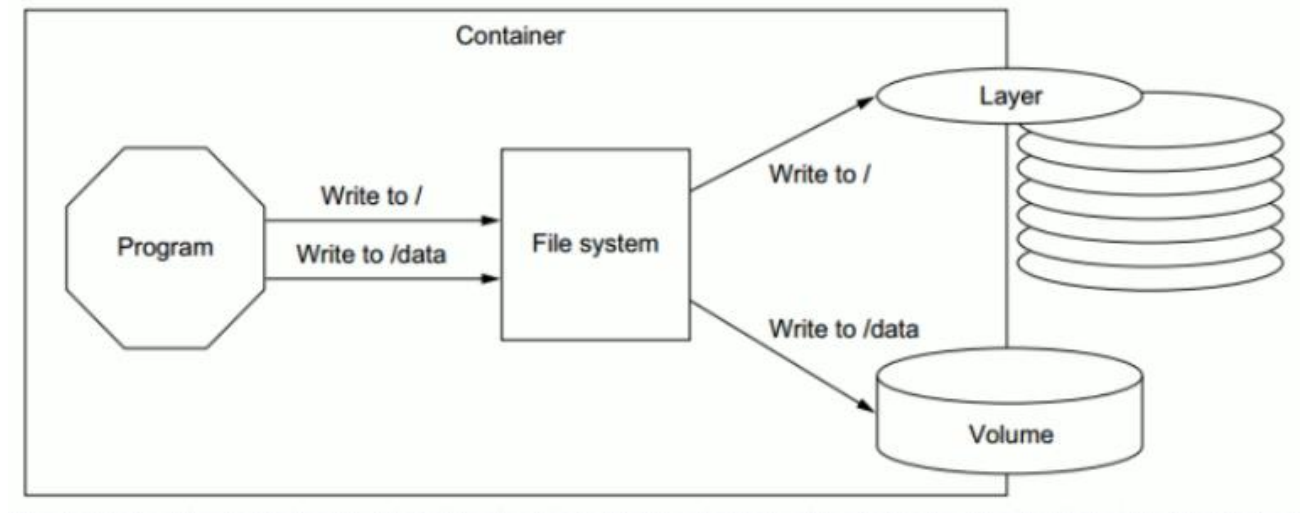 Container
Layer
Write to /
Write to /
Program
File system
Write to /data
Write to /data
Volume